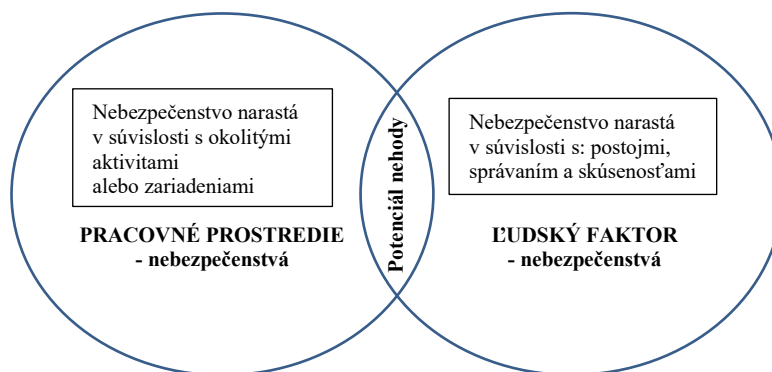 Nebezpečenstvo narastá
v súvislosti s okolitými
aktivitami
alebo zariadeniami
PRACOVNÉ PROSTREDIE
- nebezpečenstvá
Potenciál nehody
Nebezpečenstvo narastá
v súvislosti s: postojmi,
správaním a skúsenosťami
ĽUDSKÝ FAKTOR
- nebezpečenstvá